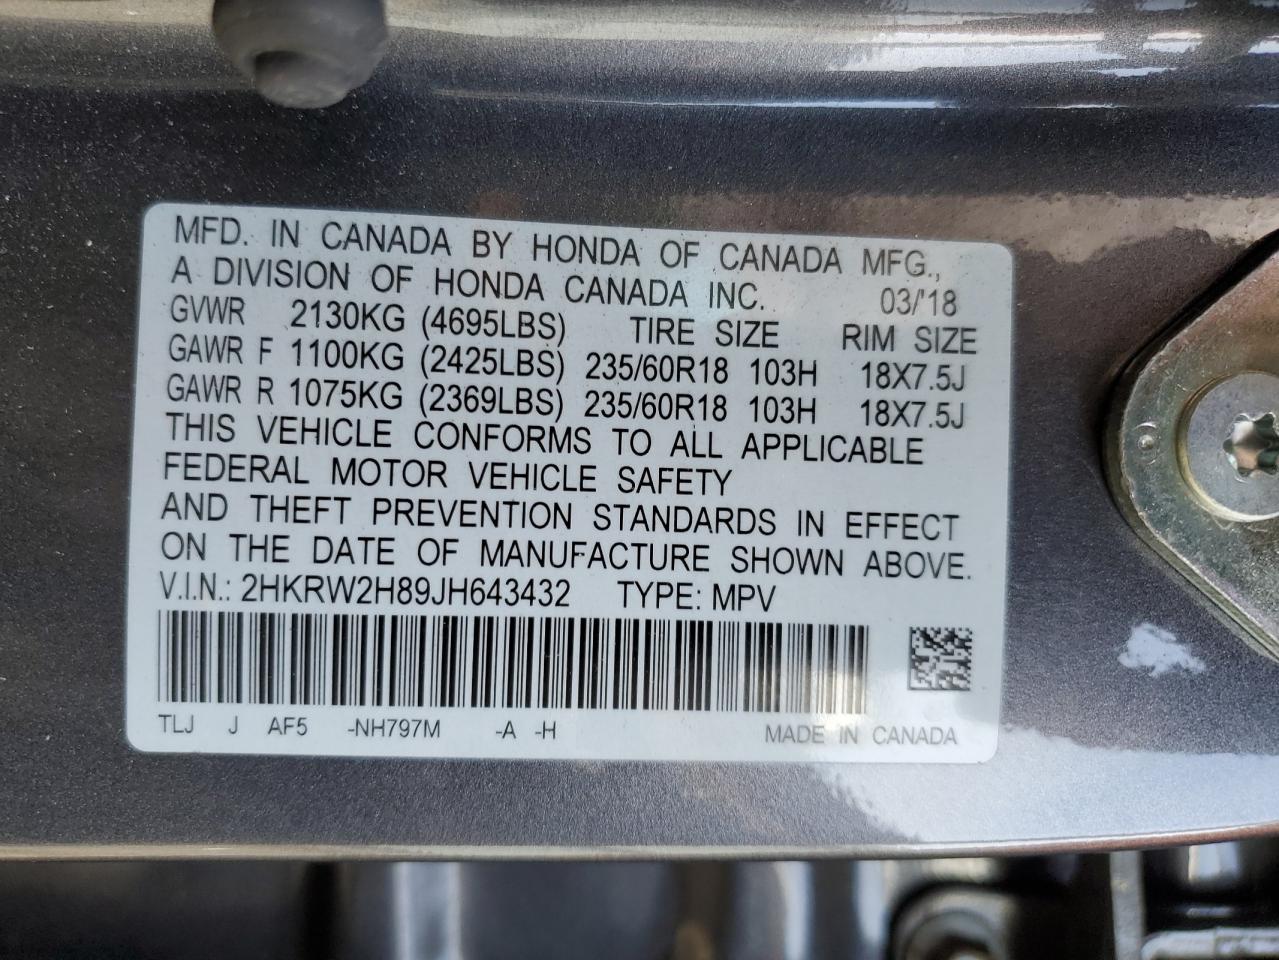 MFD. IN CANADA BY HONDA OF CANADA MFG.,
A DIVISION OF HONDA CANADA INC. 03/'18
GVWR 2130KG (4695LBS) TIRE SIZE RIM SIZE
GAWR F 1100KG (2425LBS) 235/60R18 103H 18X7.5J
GAWR R 1075KG (2369LBS) 235/60R18 103H 18X7.5J
THIS VEHICLE CONFORMS TO ALL APPLICABLE
FEDERAL MOTOR VEHICLE SAFETY
AND THEFT PREVENTION STANDARDS IN EFFECT
ON THE DATE OF MANUFACTURE SHOWN ABOVE.
V.I.N.: 2HKRW2H89JH643432 TYPE: MPV
TLJ J AF5 -NH797M -A -H MADE IN CANADA